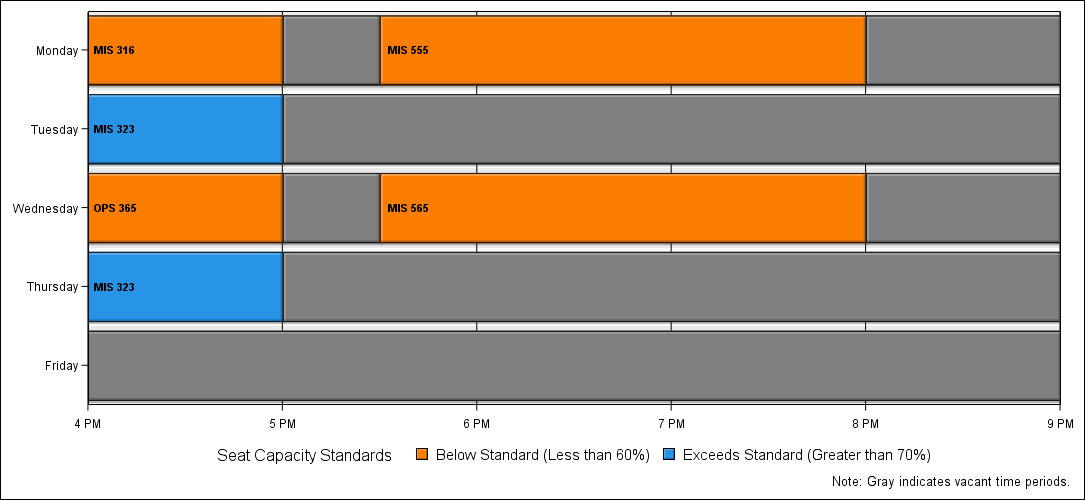 Monday
MIS 316
MIS 555
Tuesday
MIS 323
Wednesday
OPS 365
MIS 565
Thursday
MIS 323
Friday
4 PM 5 PM 6 PM 7 PM 8 PM 9 PM
Seat Capacity Standards Below Standard (Less than 60%) Exceeds Standard (Greater than 70%)
Note: Gray indicates vacant time periods.